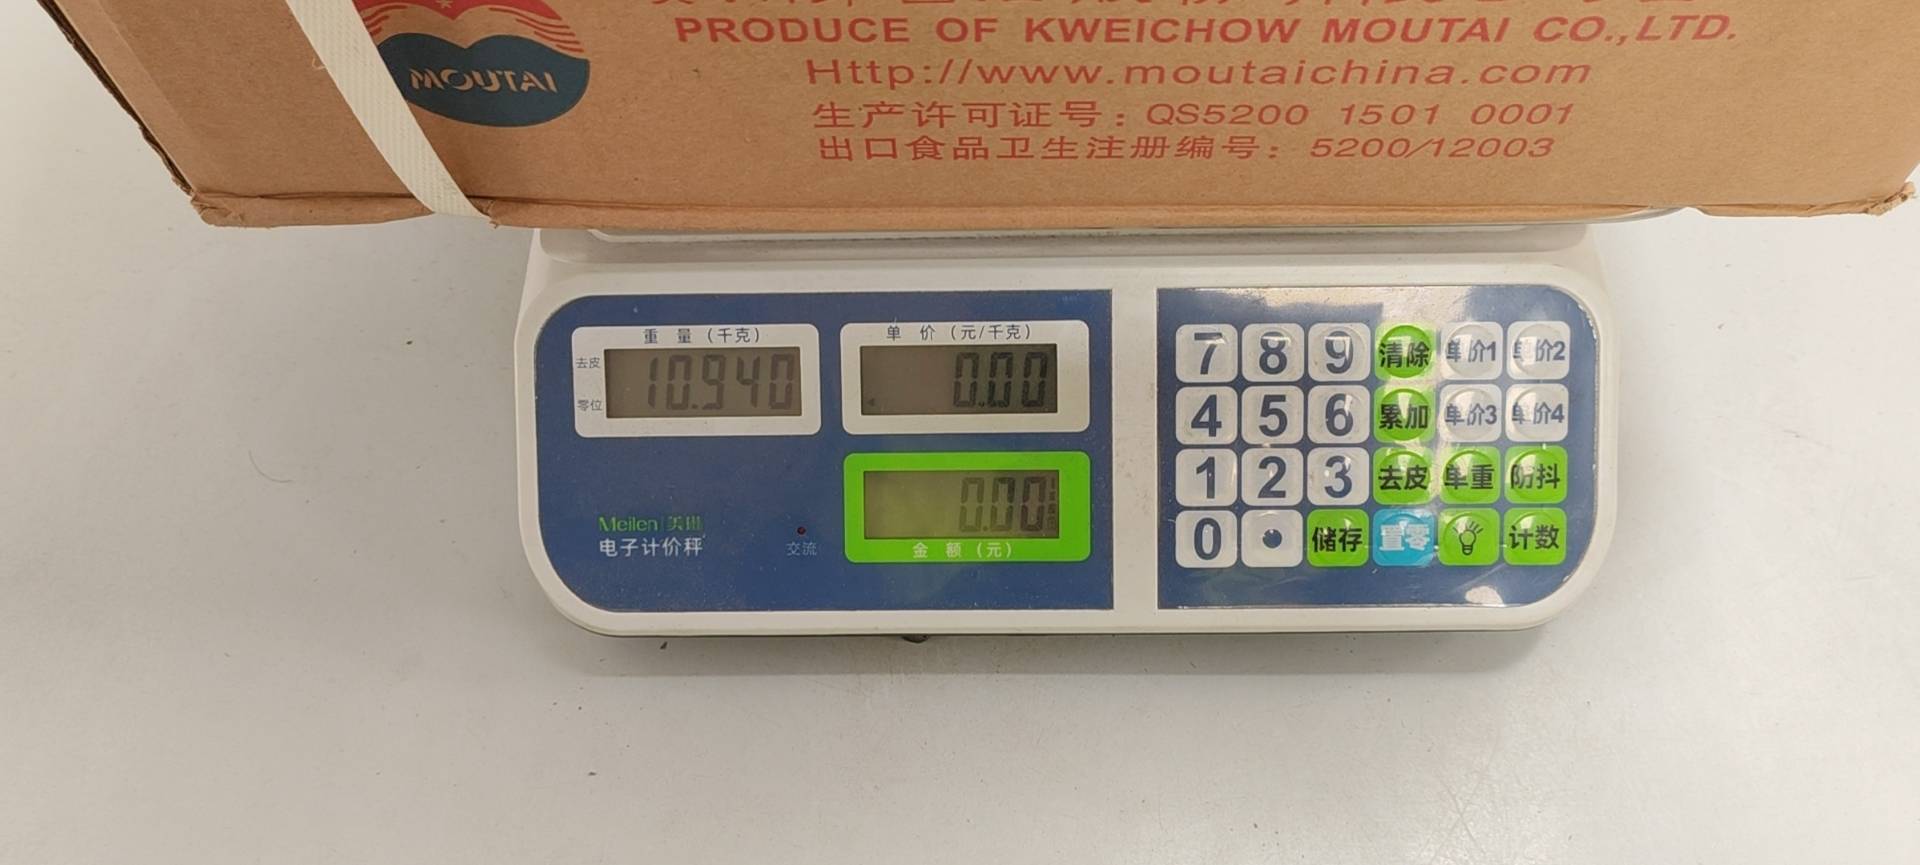 MOUTAI
PRODUCE OF KWEICHOW MOUTAI CO.,LTD.
Http://www.moutaichina.com
生产许可证号：QS5200 1501 0001
出口食品卫生注册编号：5200/12003
重量（千克）
去皮
零位
10.940
单价（元/千克）
0.00
0.00
金额（元）
Meilen 美
电子计价秤
交流
7 8 9 清除 单价1 单价2
4 5 6 累加 单价3 单价4
1 2 3 去皮 单重 防抖
0 . 储存 置零 计数